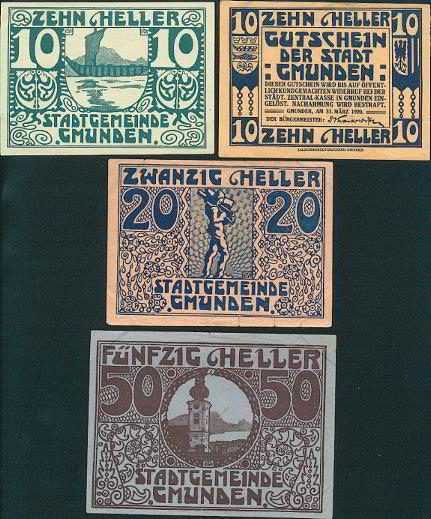 ZEHN HELLER
10 10
STADTGEMEINDE
GMUNDEN.
ZEHN HELLER
10 10
GUTSCHEIN
DER STADT
GMUNDEN:
DIESER GUTSCHEIN WIRD BIS AUF ÖFFENT-
LICH KUNDGEMACHTEN WIDERRUF BEI DER
STÄDT. ZENTRAL-KASSE IN GMUNDEN EIN-
GELÖST. NACHAHMUNG WIRD BESTRAFT.
GMUNDEN, AM 31. MÄRZ 1920.
DER BÜRGERMEISTER:
10 10
ZEHN HELLER
ZWANZIG HELLER
20 20
STADTGEMEINDE
GMUNDEN.
FÜNFZIG HELLER
50 50
STADTGEMEINDE
GMUNDEN.